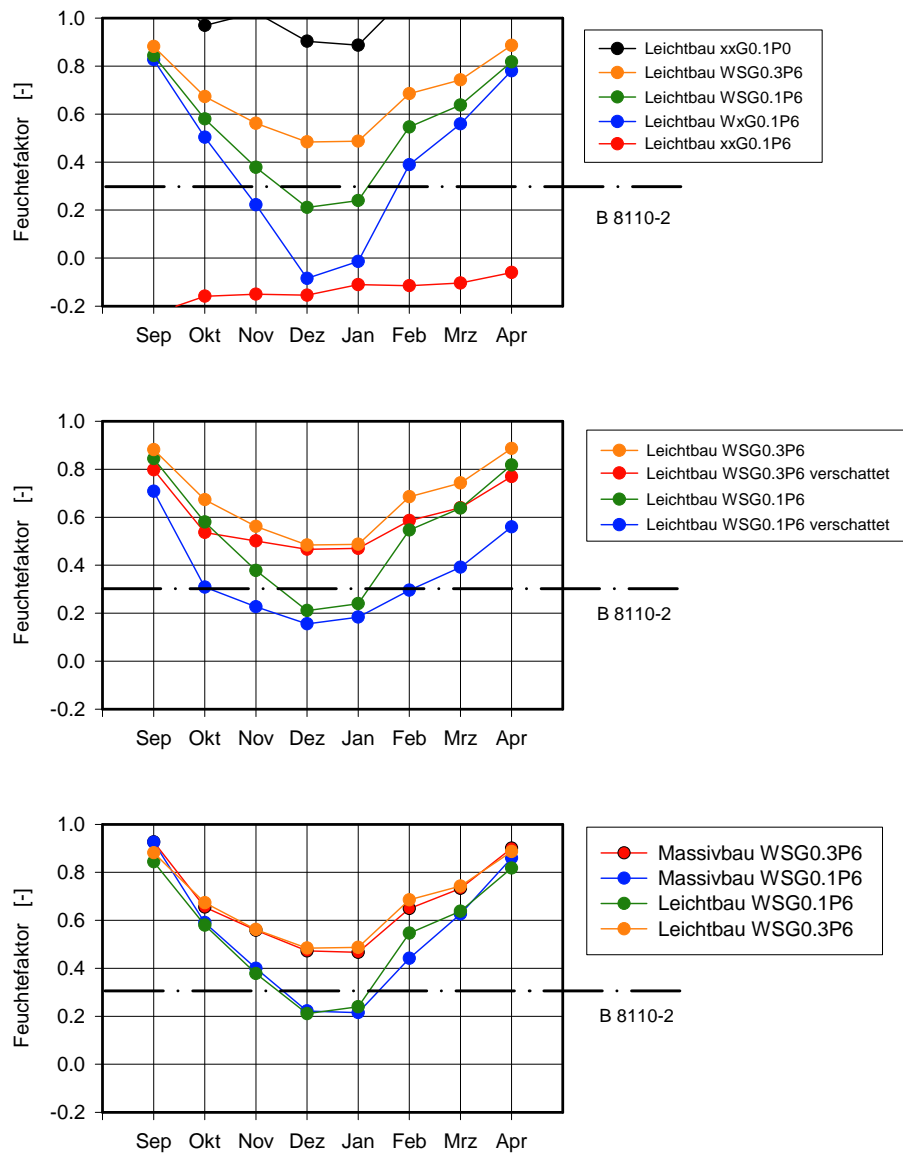 1.0
0.8
0.6
0.4
0.2
0.0
-0.2
Feuchtefaktor [-]
Sep Okt Nov Dez Jan Feb Mrz Apr
Leichtbau xxG0.1P0
Leichtbau WSG0.3P6
Leichtbau WSG0.1P6
Leichtbau WxG0.1P6
Leichtbau xxG0.1P6
B 8110-2
1.0
0.8
0.6
0.4
0.2
0.0
-0.2
Feuchtefaktor [-]
Sep Okt Nov Dez Jan Feb Mrz Apr
Leichtbau WSG0.3P6
Leichtbau WSG0.3P6 verschattet
Leichtbau WSG0.1P6
Leichtbau WSG0.1P6 verschattet
B 8110-2
1.0
0.8
0.6
0.4
0.2
0.0
-0.2
Feuchtefaktor [-]
Sep Okt Nov Dez Jan Feb Mrz Apr
Massivbau WSG0.3P6
Massivbau WSG0.1P6
Leichtbau WSG0.1P6
Leichtbau WSG0.3P6
B 8110-2